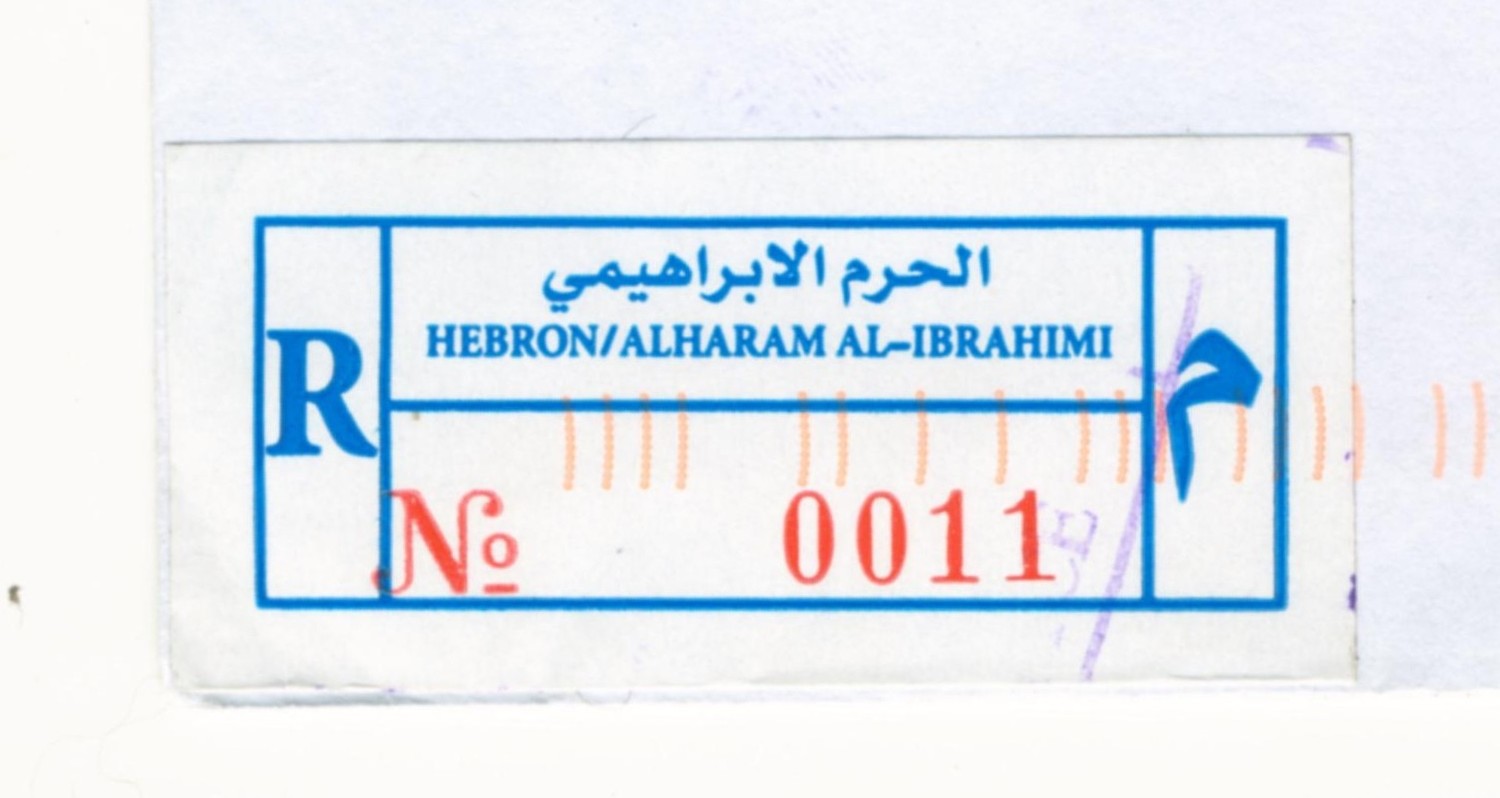 الحرم الابراهيمي
HEBRON/ALHARAM AL-IBRAHIMI
R
م
№ 0011